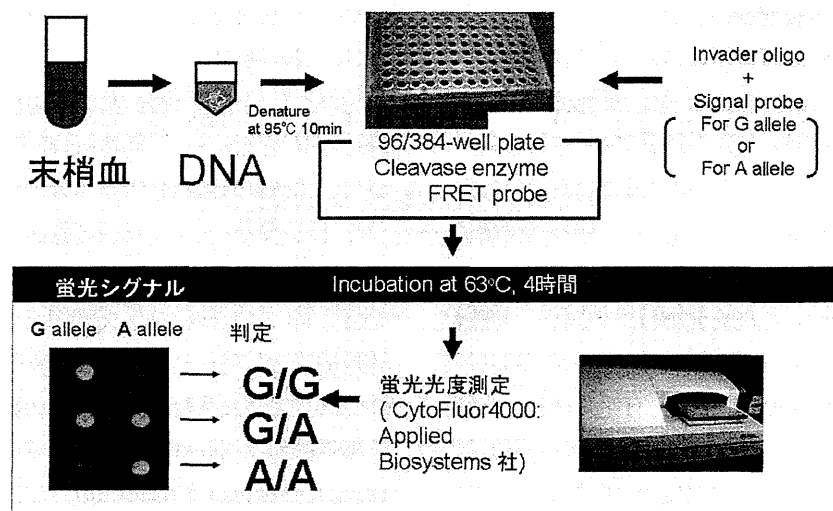 末梢血
DNA
Denature
at 95℃ 10min
96/384-well plate
Cleavase enzyme
FRET probe
Invader oligo
+
Signal probe
For G allele
or
For A allele
蛍光シグナル
Incubation at 63℃, 4時間
G allele A allele
判定
G/G
G/A
A/A
蛍光光度測定
( CytoFluor4000:
Applied
Biosystems 社)